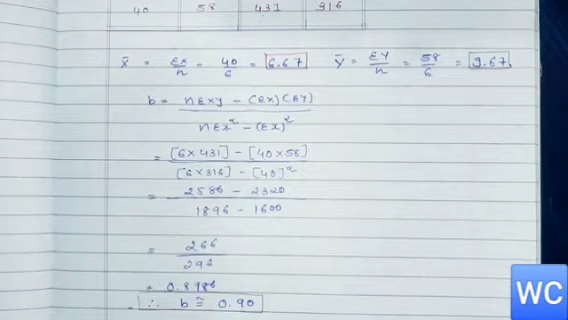 40 58 431 316
x̄ = Σx/n = 40/6 = 6.67 ȳ = ΣY/n = 58/6 = 9.67
b = nΣxy - (Σx)(ΣY) / nΣx² - (Σx)²
= [6×431] - [40×58] / [6×316] - [40]²
= 2586 - 2320 / 1896 - 1600
= 266 / 296
= 0.8986
∴ b ≅ 0.90
WC